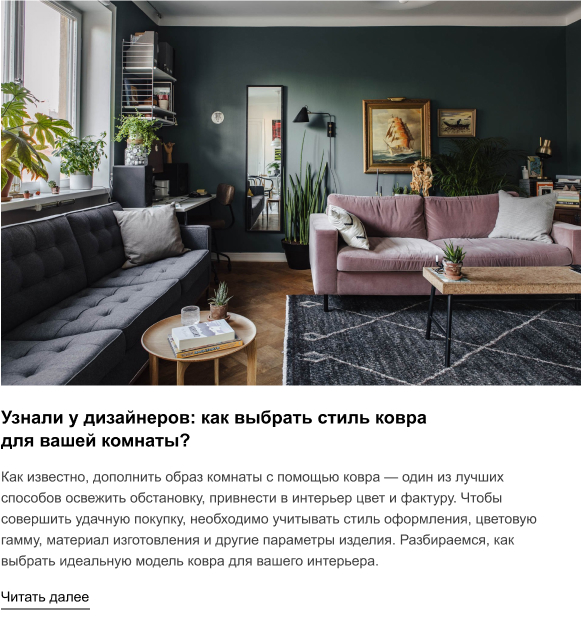 Узнали у дизайнеров: как выбрать стиль ковра
для вашей комнаты?
Как известно, дополнить образ комнаты с помощью ковра — один из лучших
способов освежить обстановку, привнести в интерьер цвет и фактуру. Чтобы
совершить удачную покупку, необходимо учитывать стиль оформления, цветовую
гамму, материал изготовления и другие параметры изделия. Разбираемся, как
выбрать идеальную модель ковра для вашего интерьера.
Читать далее